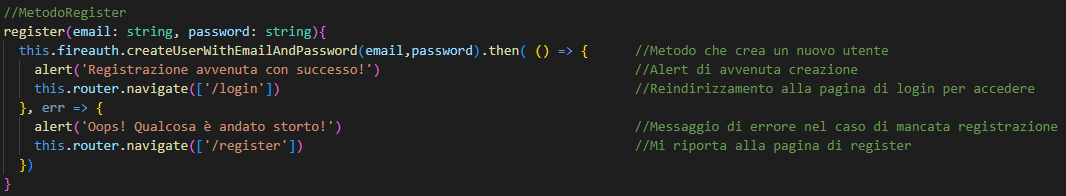 //MetodoRegister
register(email: string, password: string){
  this.fireauth.createUserWithEmailAndPassword(email,password).then( () => {      //Metodo che crea un nuovo utente
    alert('Registrazione avvenuta con successo!')                                 //Alert di avvenuta creazione
    this.router.navigate(['/login'])                                              //Reindirizzamento alla pagina di login per accedere
  }, err => {
    alert('Oops! Qualcosa è andato storto!')                                      //Messaggio di errore nel caso di mancata registrazione
    this.router.navigate(['/register'])                                           //Mi riporta alla pagina di register
  })
}